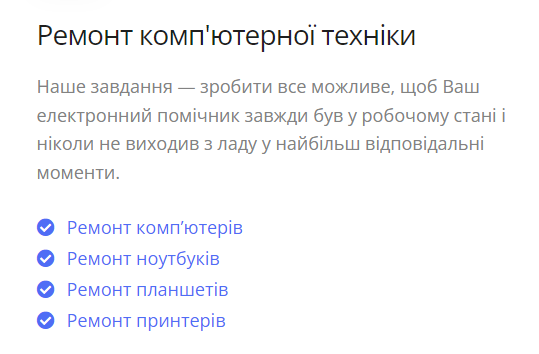 Ремонт комп'ютерної техніки
Наше завдання — зробити все можливе, щоб Ваш
електронний помічник завжди був у робочому стані і
ніколи не виходив з ладу у найбільш відповідальні
моменти.
Ремонт комп’ютерів
Ремонт ноутбуків
Ремонт планшетів
Ремонт принтерів